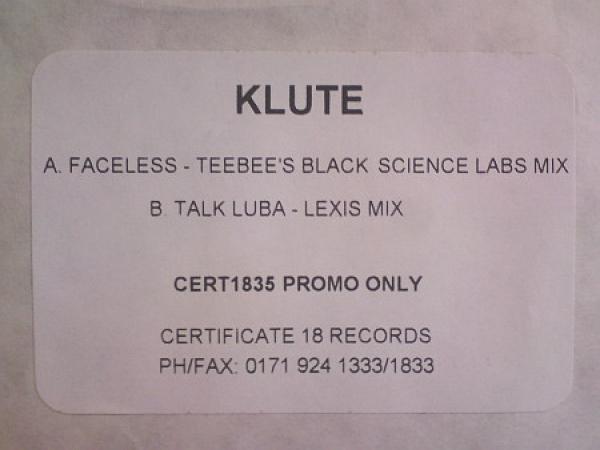 KLUTE
A. FACELESS - TEEBEE'S BLACK SCIENCE LABS MIX
B. TALK LUBA - LEXIS MIX
CERT1835 PROMO ONLY
CERTIFICATE 18 RECORDS
PH/FAX: 0171 924 1333/1833